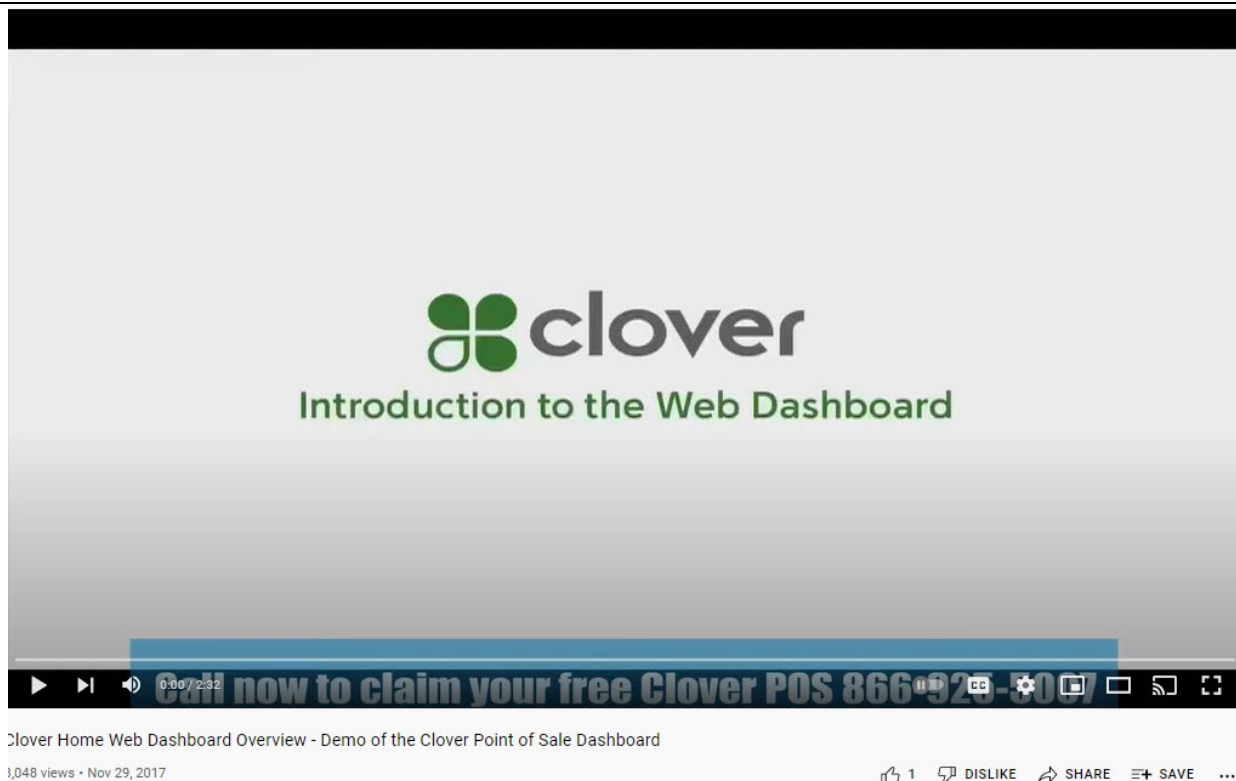 clover
Introduction to the Web Dashboard
Call now to claim your free Clover POS 866
0:00 / 2:32
CC
Clover Home Web Dashboard Overview - Demo of the Clover Point of Sale Dashboard
,048 views • Nov 29, 2017
1 DISLIKE SHARE SAVE